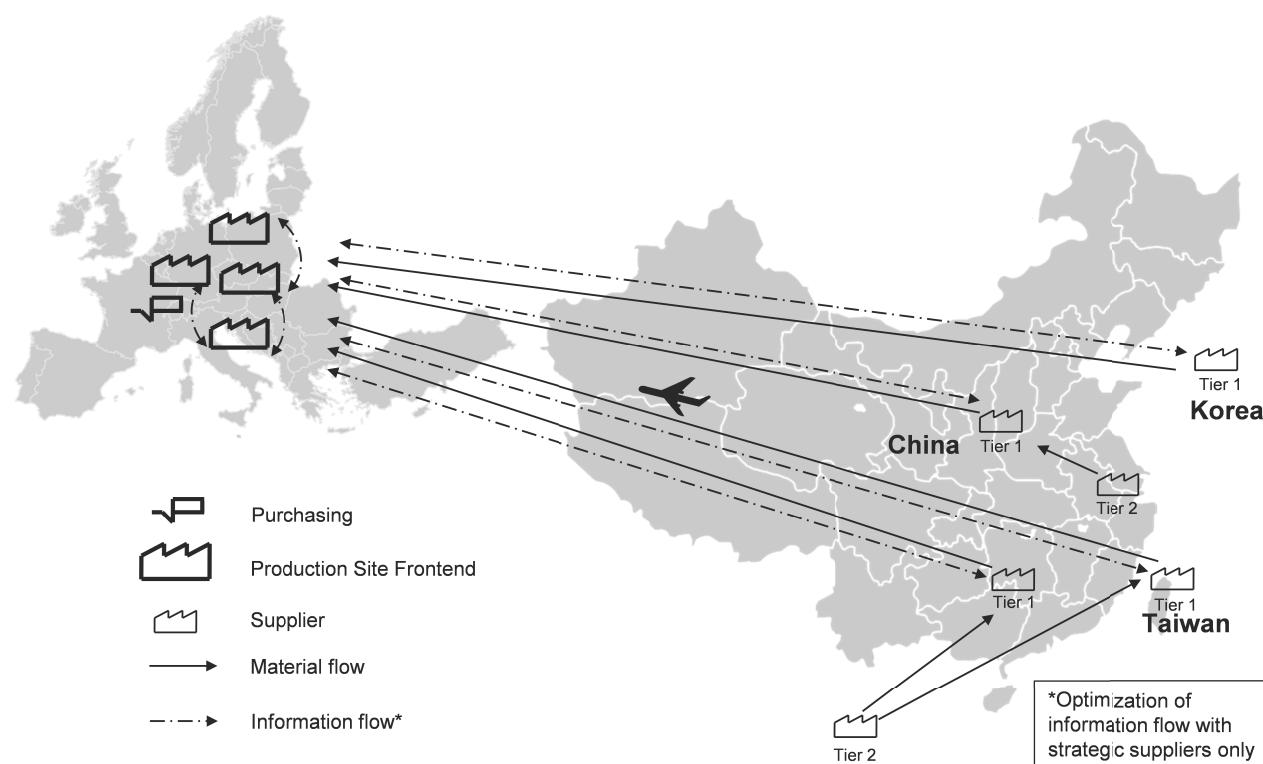 Tier 1
Korea
China
Tier 1
Tier 2
Tier 1
Tier 1
Taiwan
Tier 2
Purchasing
Production Site Frontend
Supplier
Material flow
Information flow*
*Optimization of
information flow with
strategic suppliers only